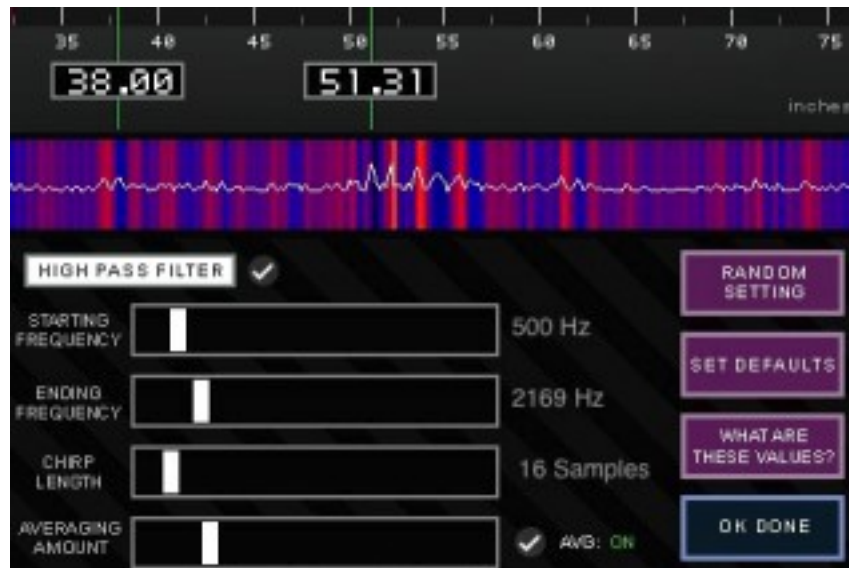 35 40 45 50 55 60 65 70 75
38.00 51.31
inches
HIGH PASS FILTER
RANDOM
SETTING
STARTING
FREQUENCY
500 Hz
SET DEFAULTS
ENDING
FREQUENCY
2169 Hz
WHAT ARE
THESE VALUES?
CHIRP
LENGTH
16 Samples
AVERAGING
AMOUNT
AVG: ON
OK DONE